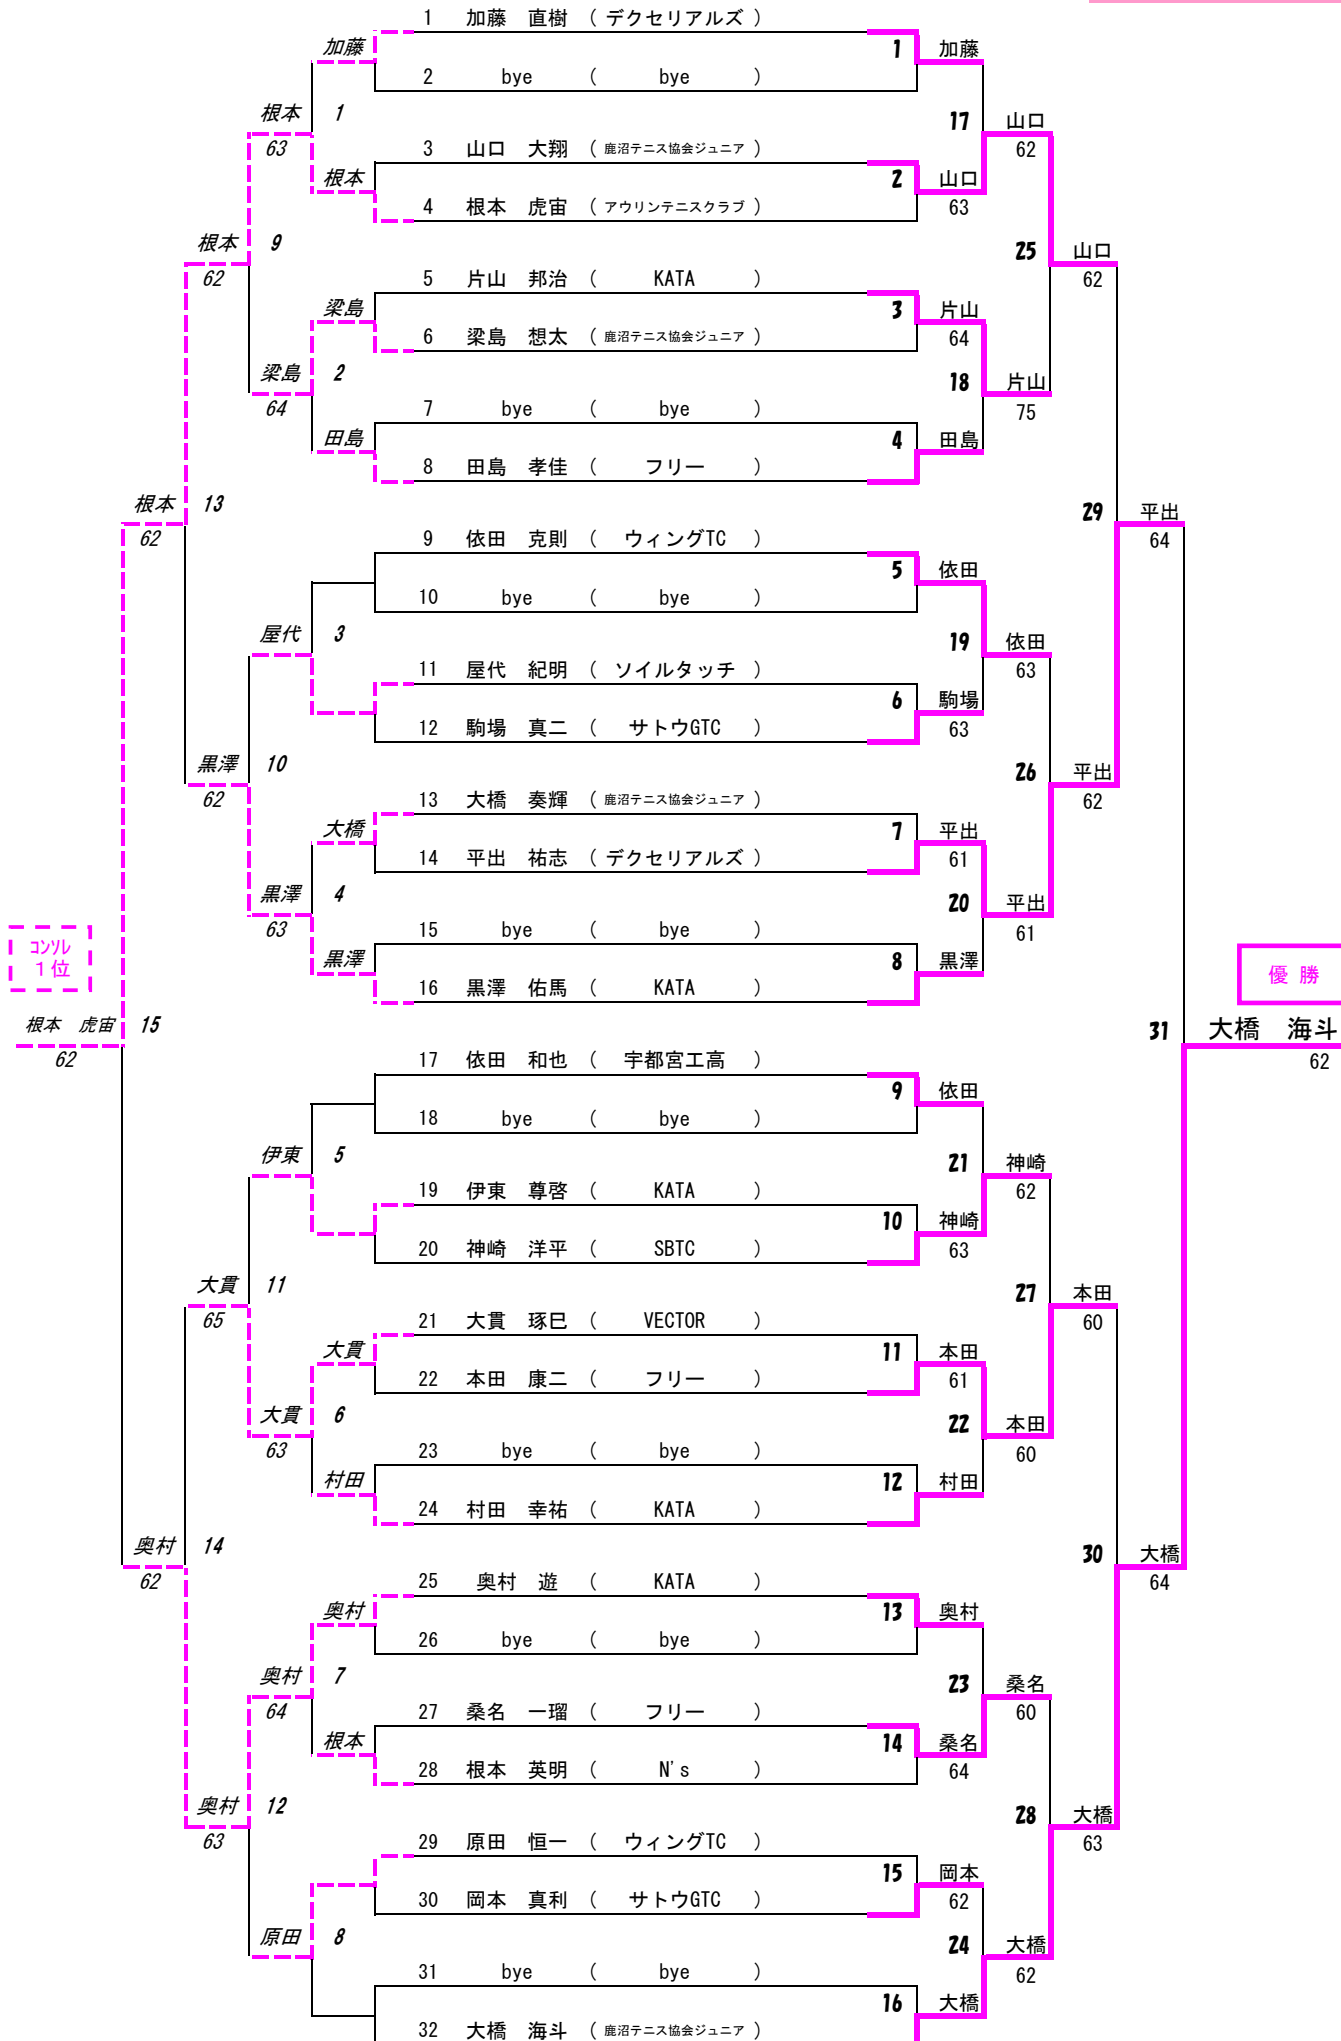 1 加藤 直樹 ( デクセリアルズ )
加藤 1 加藤
2 bye ( bye )
根本 1 17 山口
63 62
3 山口 大翔 ( 鹿沼テニス協会ジュニア )
根本 2 山口
4 根本 虎宙 ( アウリンテニスクラブ ) 63
根本 9 25 山口
62 62
5 片山 邦治 ( KATA )
梁島 3 片山
6 梁島 想太 ( 鹿沼テニス協会ジュニア ) 64
梁島 2 18 片山
64 75
7 bye ( bye )
田島 4 田島
8 田島 孝佳 ( フリー )
根本 13 29 平出
62 64
9 依田 克則 ( ウィングTC )
5 依田
10 bye ( bye )
屋代 3 19 依田
63
11 屋代 紀明 ( ソイルタッチ )
6 駒場
12 駒場 真二 ( サトウGTC ) 63
黒澤 10 26 平出
62 62
13 大橋 奏輝 ( 鹿沼テニス協会ジュニア )
大橋 7 平出
14 平出 祐志 ( デクセリアルズ ) 61
黒澤 4 20 平出
63 61
15 bye ( bye )
黒澤 8 黒澤
16 黒澤 佑馬 ( KATA )
コンソル
1位
優 勝
根本 虎宙 15 31 大橋 海斗
62 62
17 依田 和也 ( 宇都宮工高 )
9 依田
18 bye ( bye )
伊東 5 21 神崎
62
19 伊東 尊啓 ( KATA )
10 神崎
20 神崎 洋平 ( SBTC ) 63
大貫 11 27 本田
65 60
21 大貫 琢巳 ( VECTOR )
大貫 11 本田
22 本田 康二 ( フリー ) 61
大貫 6 22 本田
63 60
23 bye ( bye )
村田 12 村田
24 村田 幸祐 ( KATA )
奥村 14 30 大橋
62 64
25 奥村 遊 ( KATA )
奥村 13 奥村
26 bye ( bye )
奥村 7 23 桑名
64 60
27 桑名 一瑠 ( フリー )
根本 14 桑名
28 根本 英明 ( N's ) 64
奥村 12 28 大橋
63 63
29 原田 恒一 ( ウィングTC )
15 岡本
30 岡本 真利 ( サトウGTC ) 62
原田 8 24 大橋
62
31 bye ( bye )
16 大橋
32 大橋 海斗 ( 鹿沼テニス協会ジュニア )